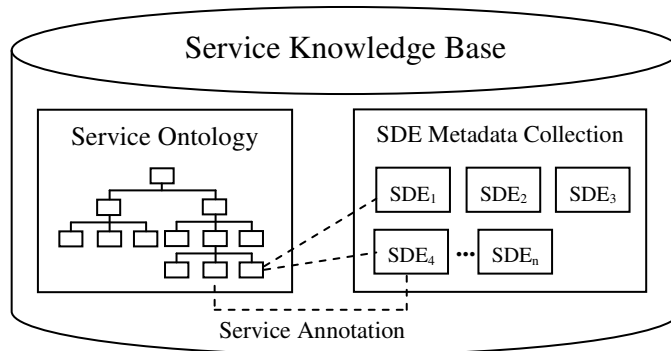 Service Knowledge Base
Service Ontology
SDE Metadata Collection
SDE₁ SDE₂ SDE₃
SDE₄ ••• SDEₙ
Service Annotation